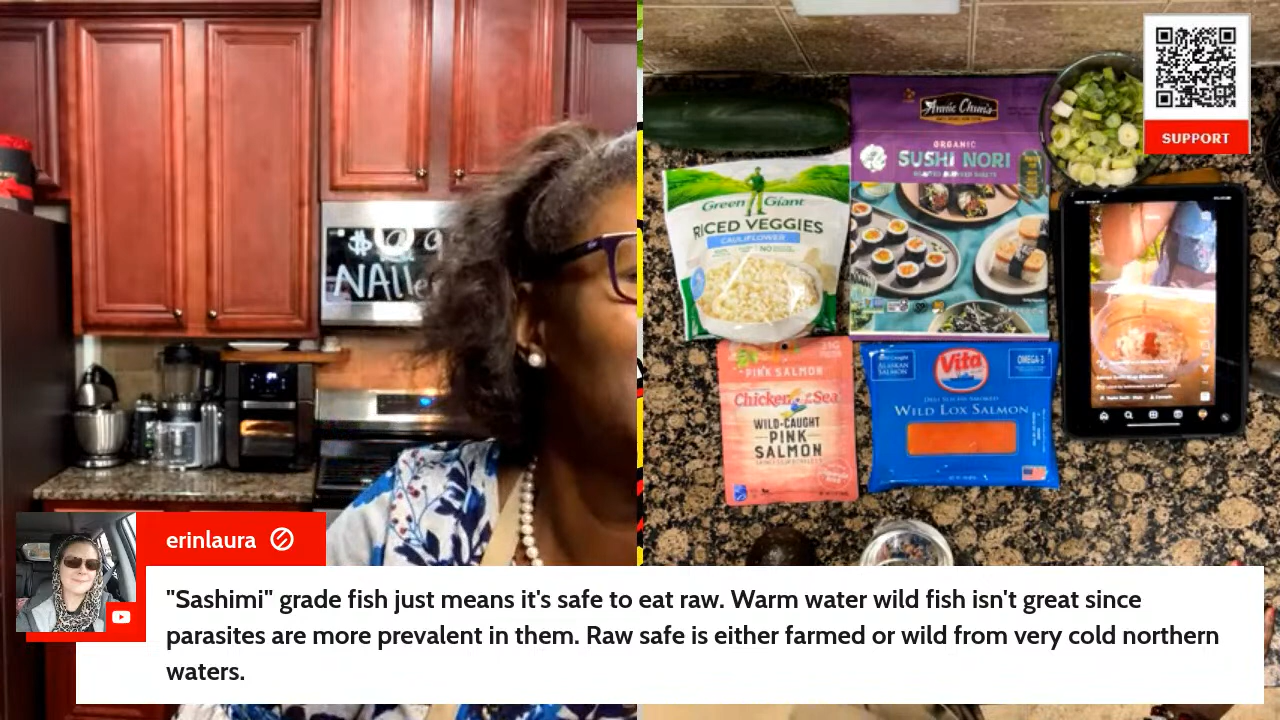 SUPPORT
Annie Chun's
ORGANIC
SUSHI NORI
Green Giant
RICED VEGGIES
CAULIFLOWER
NAlle
PINK SALMON
Chicken of the Sea
WILD-CAUGHT
PINK
SALMON
ALASKAN
SALMON
Vita
OMEGA-3
WILD LOX SALMON
erinlaura
"Sashimi" grade fish just means it's safe to eat raw. Warm water wild fish isn't great since
parasites are more prevalent in them. Raw safe is either farmed or wild from very cold northern
waters.